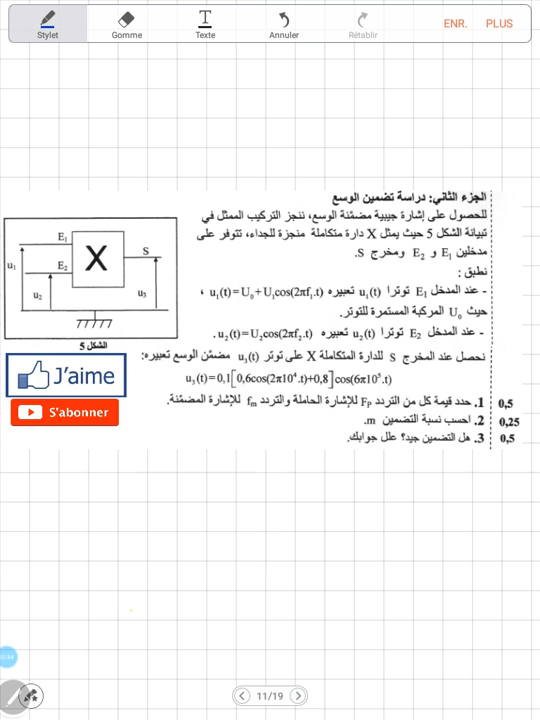 Stylet
Gomme
Texte
Annuler
Rétablir
ENR.
PLUS
الجزء الثاني: دراسة تضمين الوسع
للحصول على إشارة جيبية مضمَّنة الوسع، ننجز التركيب الممثل في
تبيانة الشكل 5 حيث يمثل X دارة متكاملة منجزة للجداء، تتوفر على
مدخلين E₁ و E₂ ومخرج S.
نطبق :
- عند المدخل E₁ توترا u₁(t) تعبيره u₁(t)=U₀+U₁cos(2πf₁.t) ،
حيث U₀ المركبة المستمرة للتوتر.
- عند المدخل E₂ توترا u₂(t) تعبيره u₂(t)=U₂cos(2πf₂.t).
نحصل عند المخرج S للدارة المتكاملة X على توتر u₃(t) مضمَّن الوسع تعبيره:
u₃(t)=0,1[0,6cos(2π10⁴.t)+0,8]cos(6π10⁵.t)
0,5 1. حدد قيمة كل من التردد Fₚ للإشارة الحاملة والتردد fₘ للإشارة المضمِّنة.
0,25 2. احسب نسبة التضمين m.
0,5 3. هل التضمين جيد؟ علل جوابك.
E₁
E₂
X
S
u₁
u₂
u₃
الشكل 5
J'aime
S'abonner
11/19